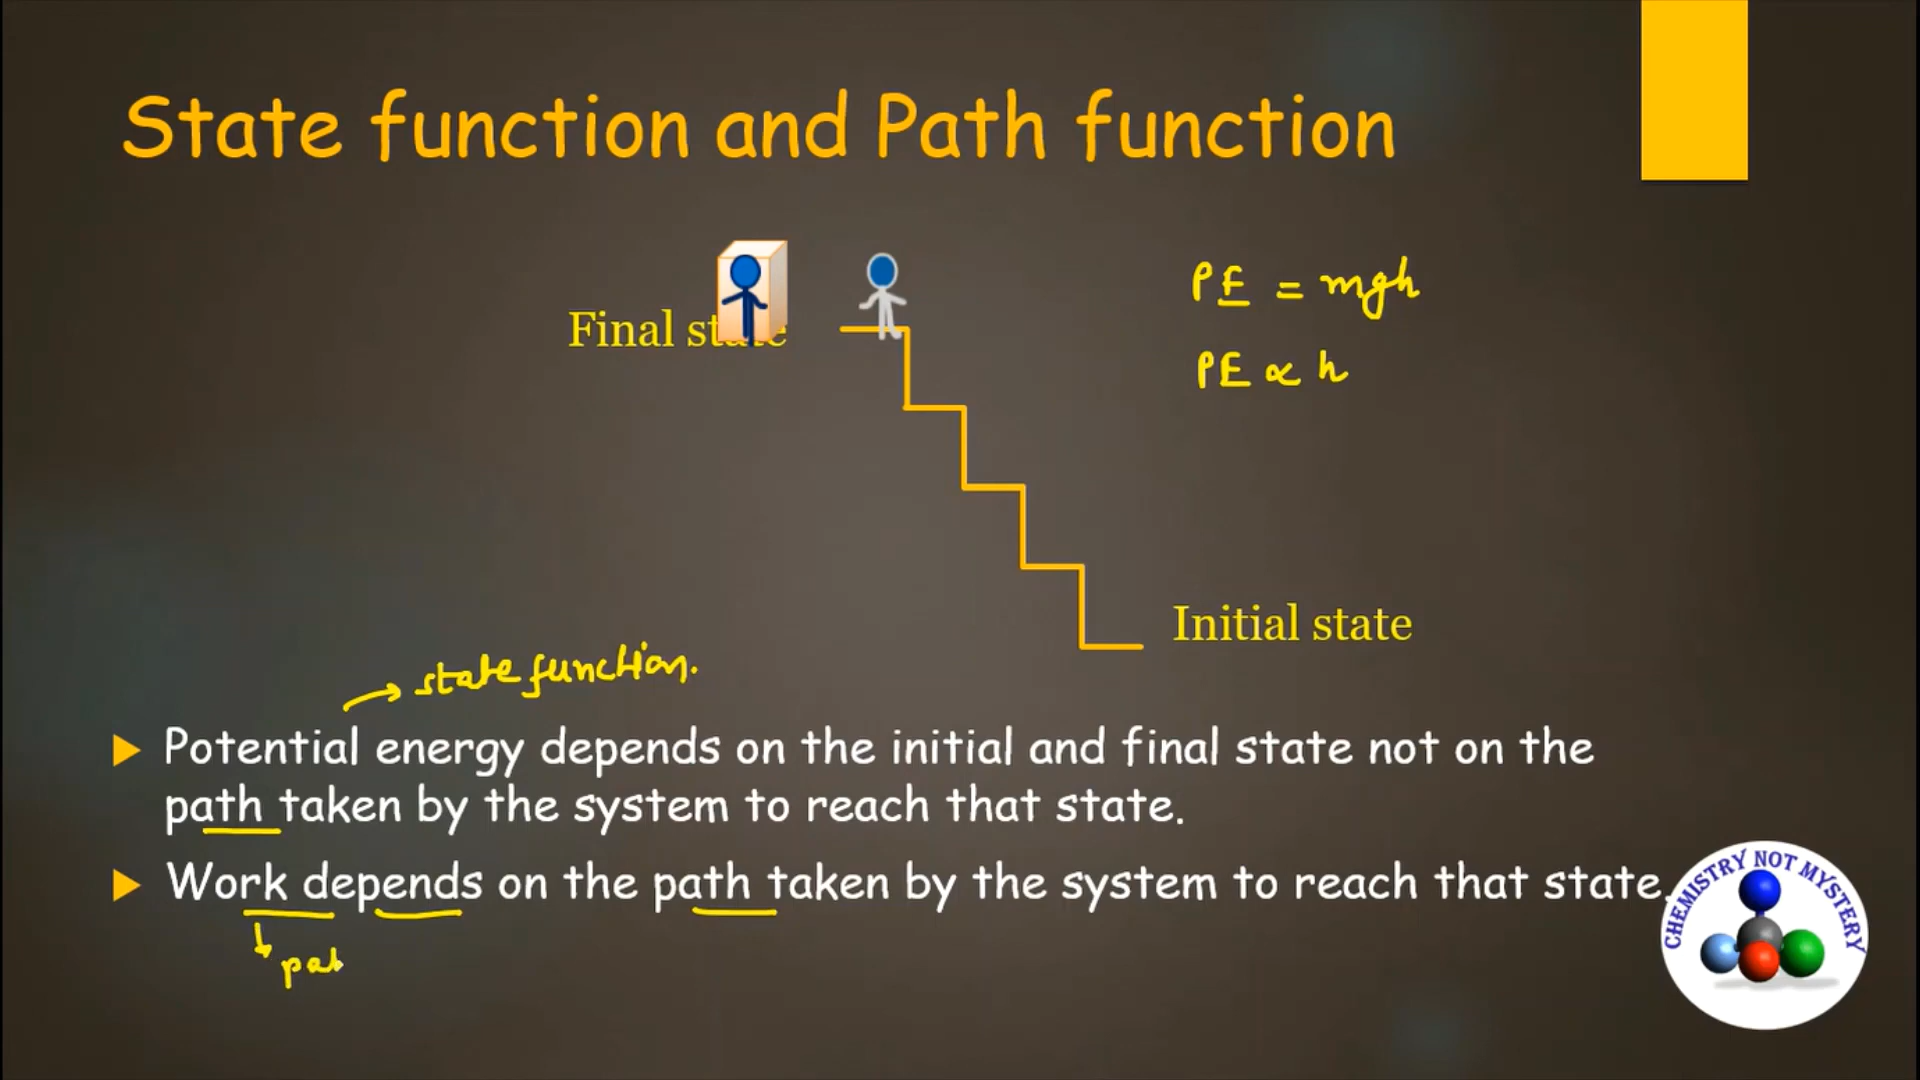 State function and Path function
Final state
PE = mgh
PE ∝ h
Initial state
state function.
Potential energy depends on the initial and final state not on the
path taken by the system to reach that state.
Work depends on the path taken by the system to reach that state.
pat
CHEMISTRY NOT MYSTERY